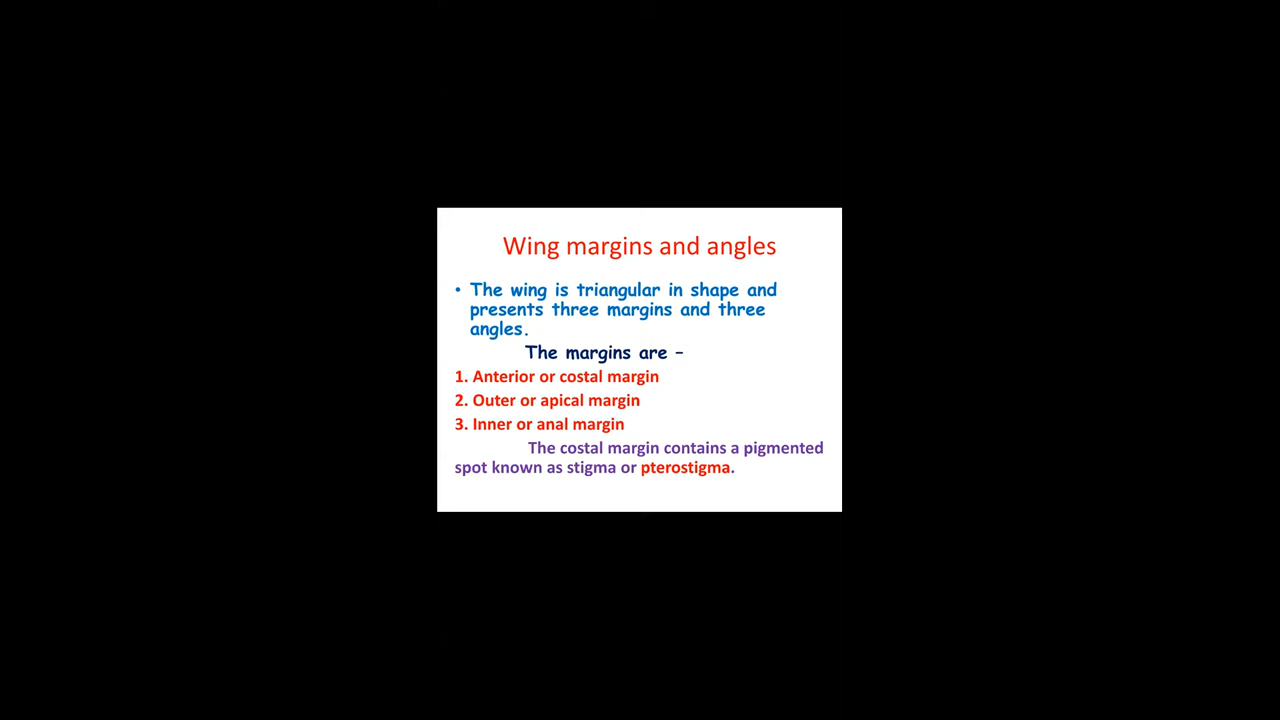 Wing margins and angles
• The wing is triangular in shape and
presents three margins and three
angles.
The margins are –
1. Anterior or costal margin
2. Outer or apical margin
3. Inner or anal margin
The costal margin contains a pigmented
spot known as stigma or pterostigma.